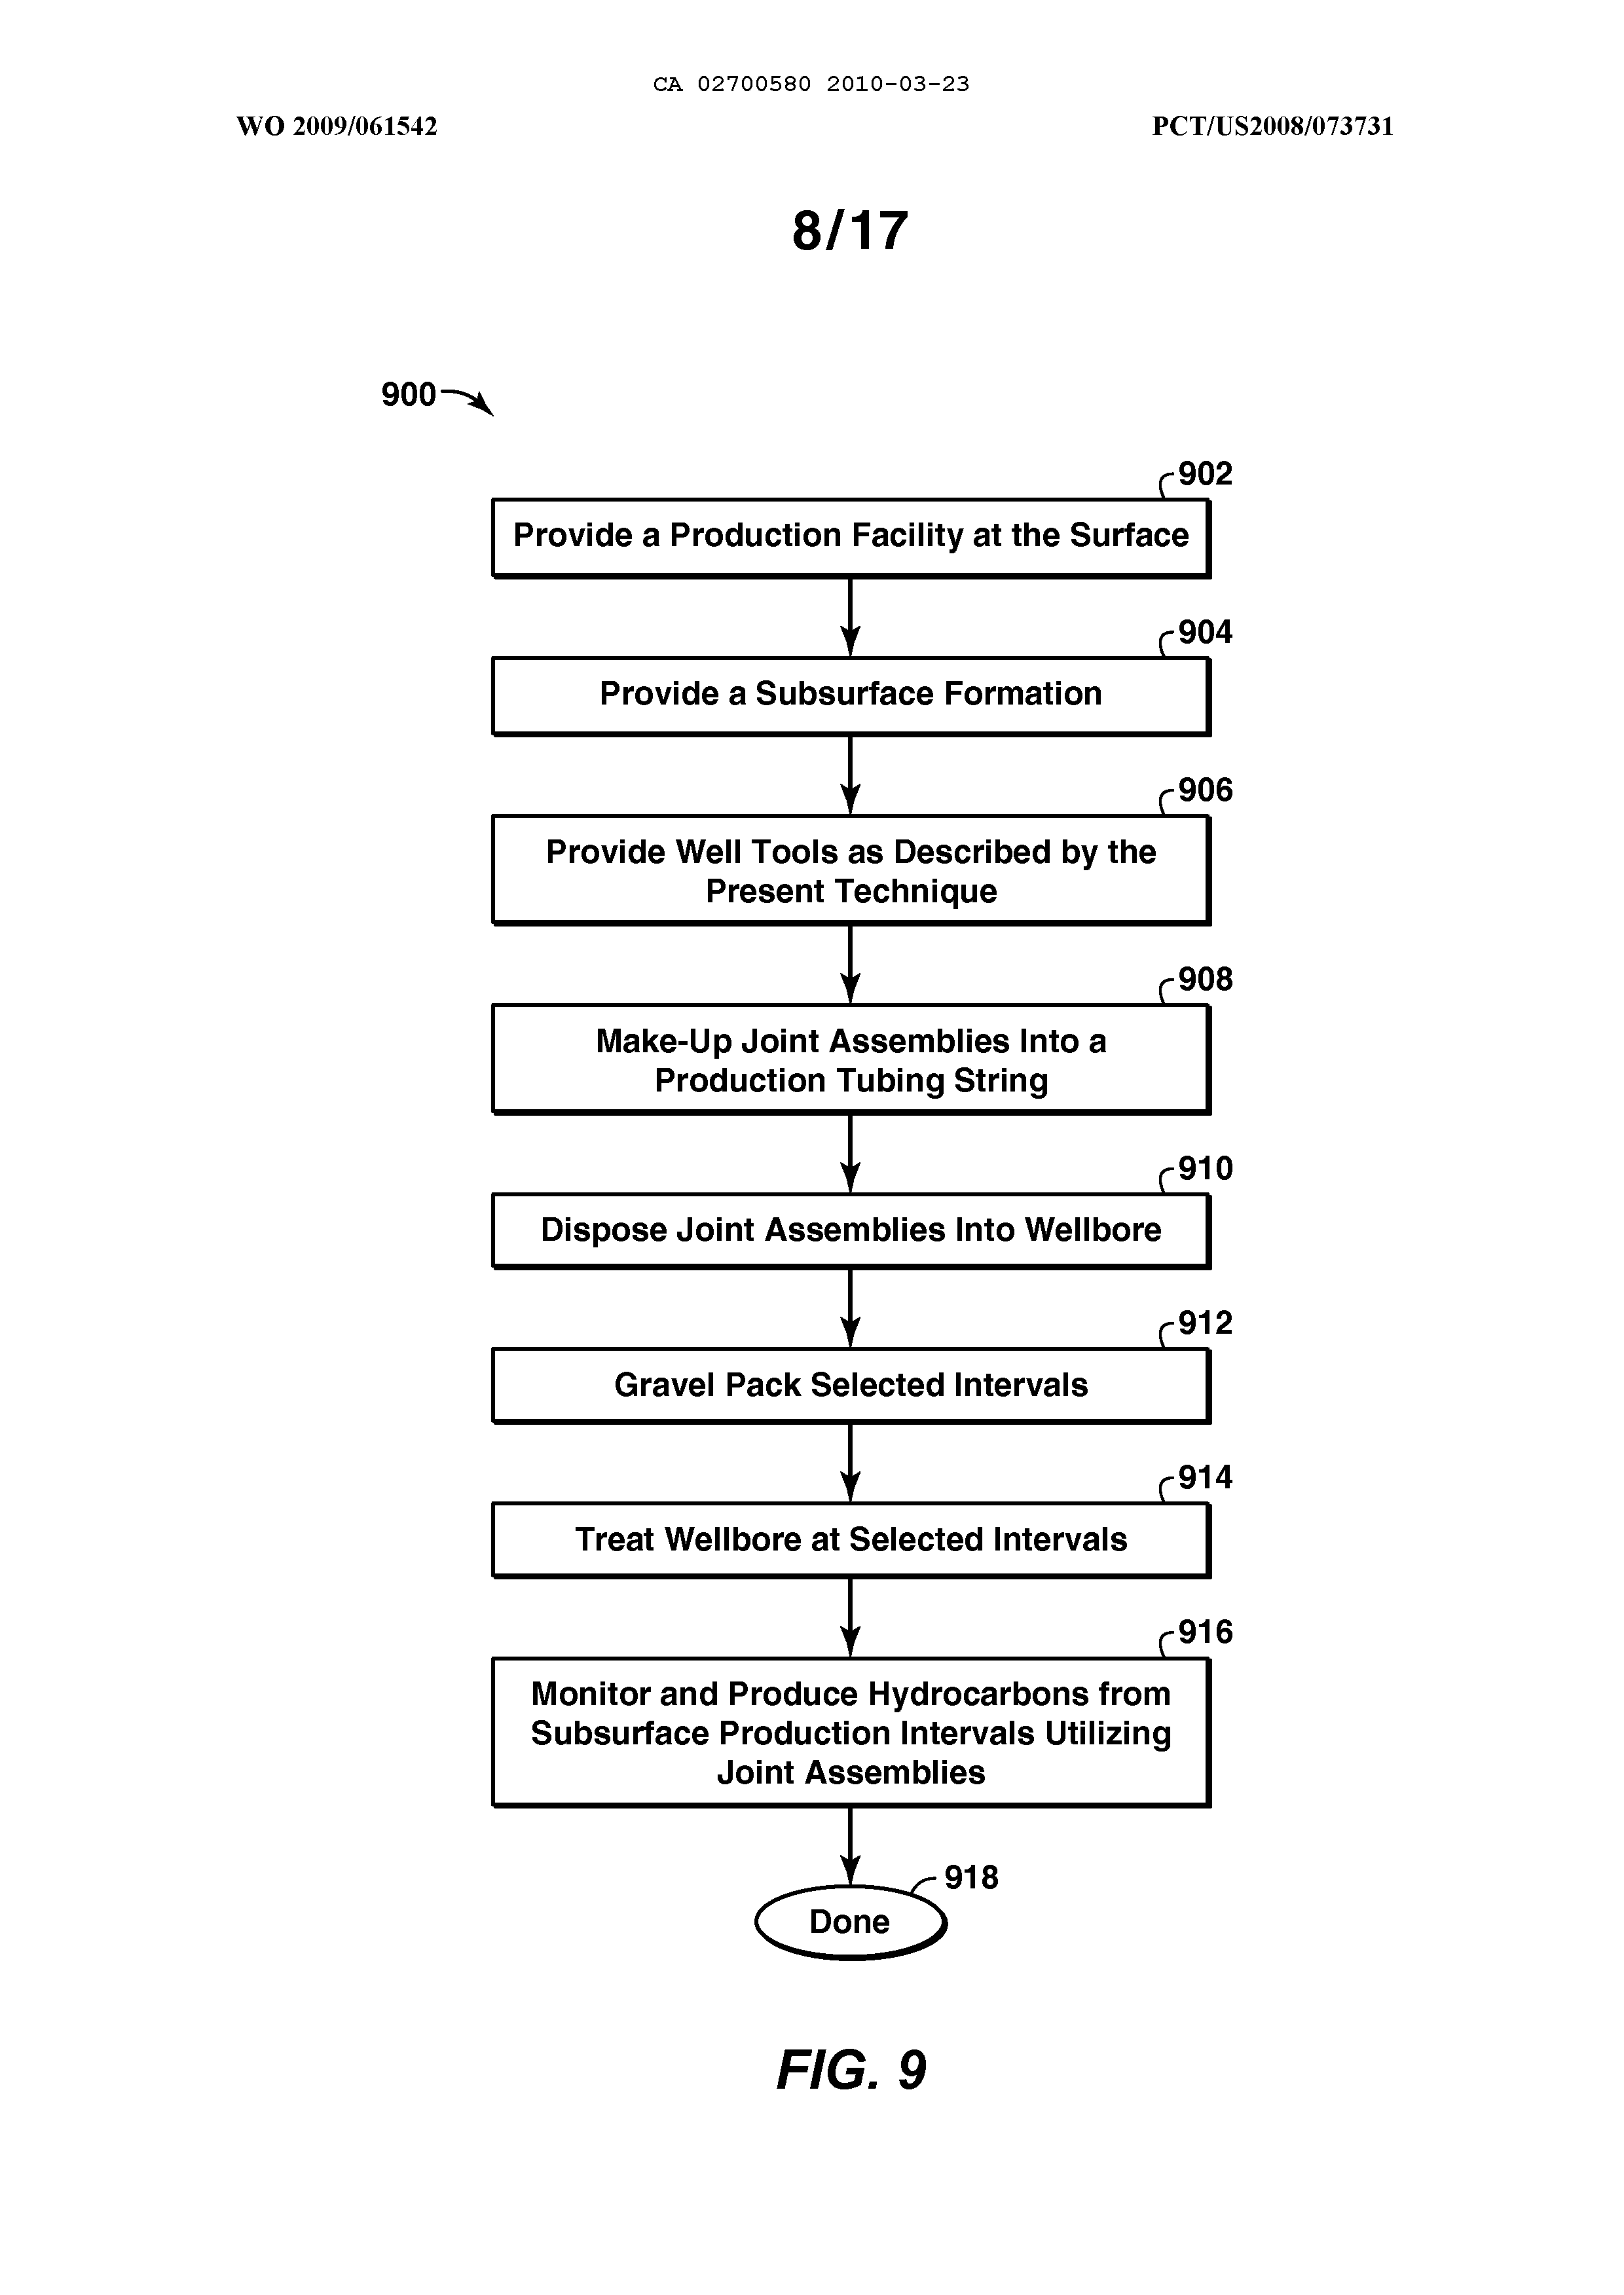 CA 02700580 2010-03-23
WO 2009/061542 PCT/US2008/073731
8/17
900
902
Provide a Production Facility at the Surface
904
Provide a Subsurface Formation
906
Provide Well Tools as Described by the
Present Technique
908
Make-Up Joint Assemblies Into a
Production Tubing String
910
Dispose Joint Assemblies Into Wellbore
912
Gravel Pack Selected Intervals
914
Treat Wellbore at Selected Intervals
916
Monitor and Produce Hydrocarbons from
Subsurface Production Intervals Utilizing
Joint Assemblies
918
Done
FIG. 9